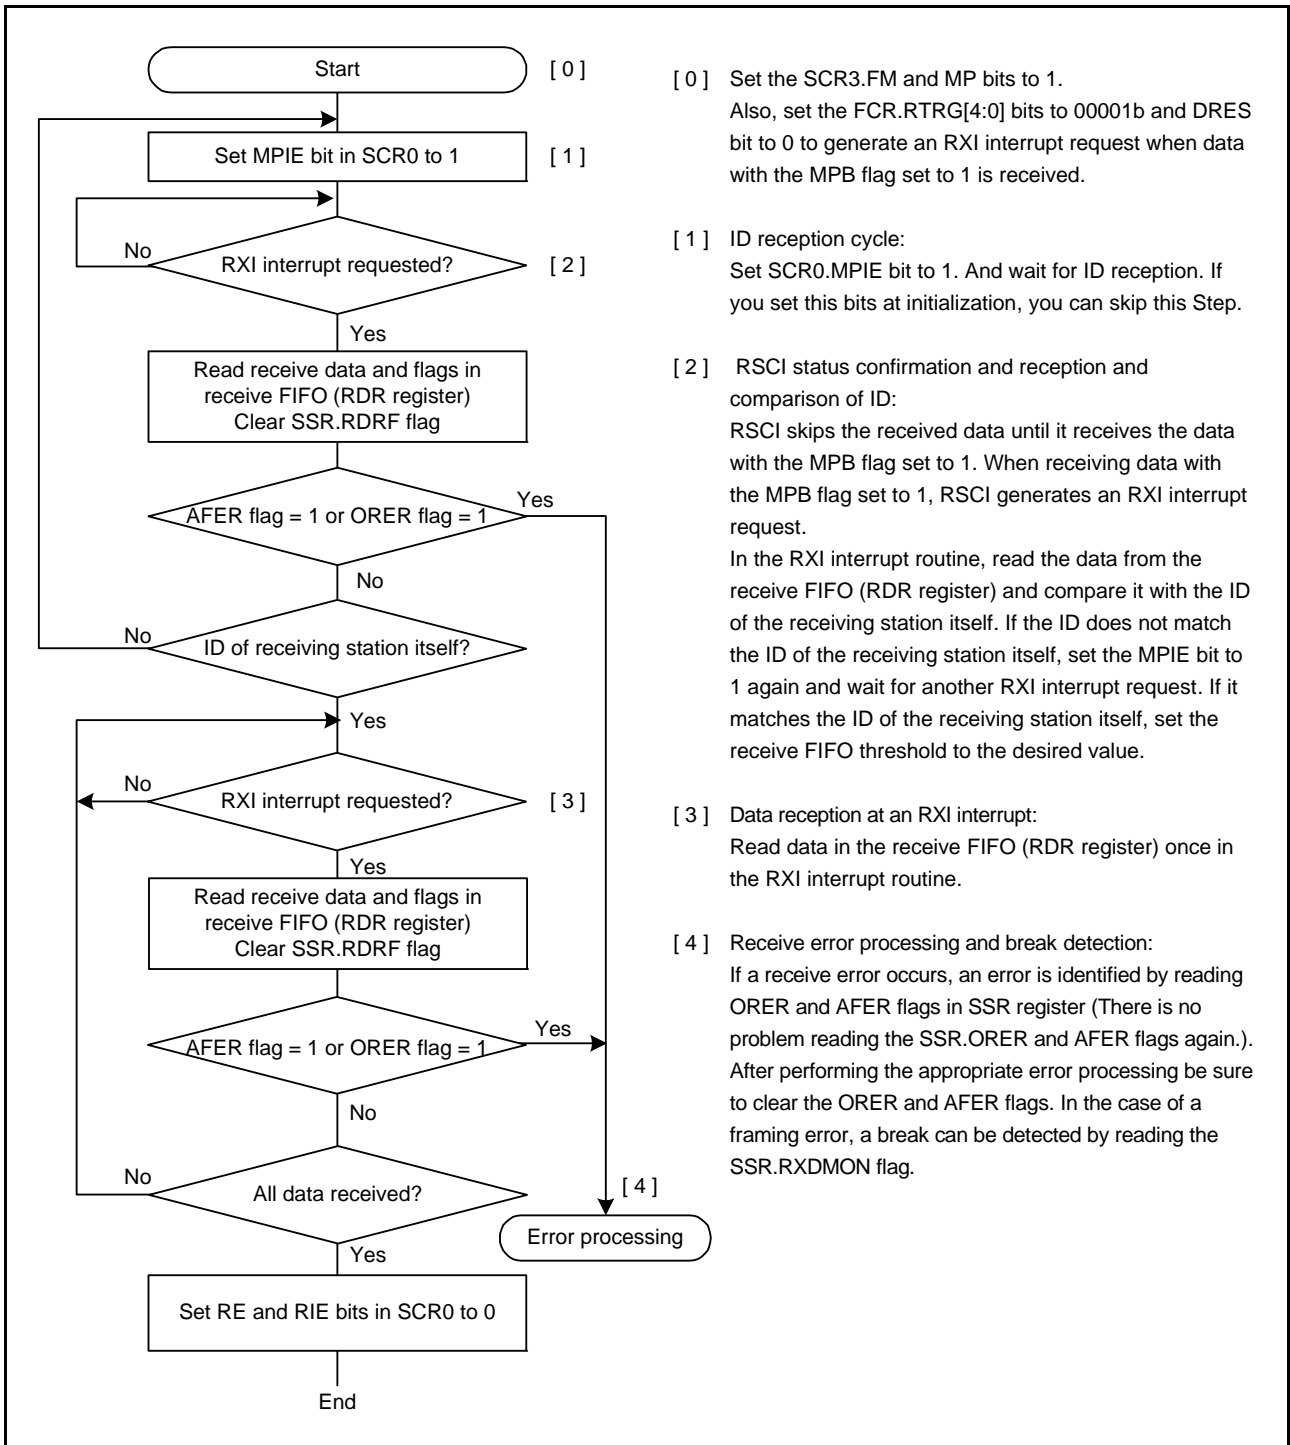 Start
[ 0 ]
Set MPIE bit in SCR0 to 1
[ 1 ]
No
RXI interrupt requested?
[ 2 ]
Yes
Read receive data and flags in
receive FIFO (RDR register)
Clear SSR.RDRF flag
AFER flag = 1 or ORER flag = 1
Yes
No
No
ID of receiving station itself?
Yes
No
RXI interrupt requested?
[ 3 ]
Yes
Read receive data and flags in
receive FIFO (RDR register)
Clear SSR.RDRF flag
AFER flag = 1 or ORER flag = 1
Yes
No
No
All data received?
[ 4 ]
Error processing
Yes
Set RE and RIE bits in SCR0 to 0
End
[ 0 ] Set the SCR3.FM and MP bits to 1.
Also, set the FCR.RTRG[4:0] bits to 00001b and DRES
bit to 0 to generate an RXI interrupt request when data
with the MPB flag set to 1 is received.
[ 1 ] ID reception cycle:
Set SCR0.MPIE bit to 1. And wait for ID reception. If
you set this bits at initialization, you can skip this Step.
[ 2 ] RSCI status confirmation and reception and
comparison of ID:
RSCI skips the received data until it receives the data
with the MPB flag set to 1. When receiving data with
the MPB flag set to 1, RSCI generates an RXI interrupt
request.
In the RXI interrupt routine, read the data from the
receive FIFO (RDR register) and compare it with the ID
of the receiving station itself. If the ID does not match
the ID of the receiving station itself, set the MPIE bit to
1 again and wait for another RXI interrupt request. If it
matches the ID of the receiving station itself, set the
receive FIFO threshold to the desired value.
[ 3 ] Data reception at an RXI interrupt:
Read data in the receive FIFO (RDR register) once in
the RXI interrupt routine.
[ 4 ] Receive error processing and break detection:
If a receive error occurs, an error is identified by reading
ORER and AFER flags in SSR register (There is no
problem reading the SSR.ORER and AFER flags again.).
After performing the appropriate error processing be sure
to clear the ORER and AFER flags. In the case of a
framing error, a break can be detected by reading the
SSR.RXDMON flag.